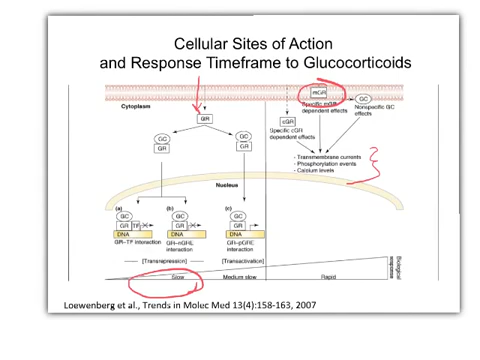 Cellular Sites of Action
and Response Timeframe to Glucocorticoids
Cytoplasm
mGR
Specific mGR
dependent effects
GC
Nonspecific GC
effects
GR
cGR
Specific cGR
dependent effects
GC
GR
GC
GR
- Transmembrane currents
- Phosphorylation events
- Calcium levels
Nucleus
(a)
GC
GR
TF
DNA
GR–TF interaction
(b)
GC
GR
DNA
GR–nGRE
interaction
(c)
GC
GR
DNA
GR–pGRE
interaction
[Transrepression]
[Transactivation]
Slow
Medium slow
Rapid
Biological
response
Loewenberg et al., Trends in Molec Med 13(4):158-163, 2007